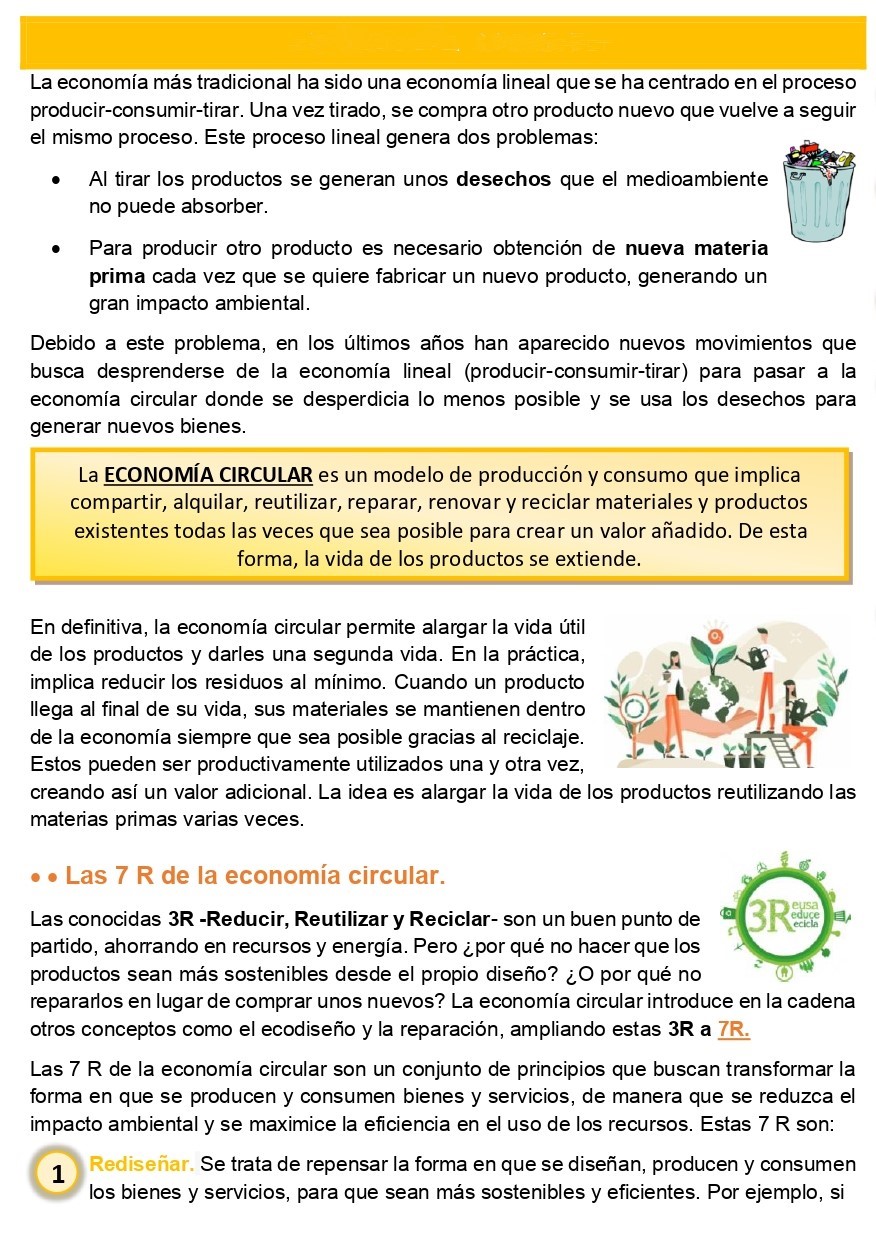 La economía más tradicional ha sido una economía lineal que se ha centrado en el proceso
producir-consumir-tirar. Una vez tirado, se compra otro producto nuevo que vuelve a seguir
el mismo proceso. Este proceso lineal genera dos problemas:
• Al tirar los productos se generan unos desechos que el medioambiente
no puede absorber.
• Para producir otro producto es necesario obtención de nueva materia
prima cada vez que se quiere fabricar un nuevo producto, generando un
gran impacto ambiental.
Debido a este problema, en los últimos años han aparecido nuevos movimientos que
busca desprenderse de la economía lineal (producir-consumir-tirar) para pasar a la
economía circular donde se desperdicia lo menos posible y se usa los desechos para
generar nuevos bienes.
La ECONOMÍA CIRCULAR es un modelo de producción y consumo que implica
compartir, alquilar, reutilizar, reparar, renovar y reciclar materiales y productos
existentes todas las veces que sea posible para crear un valor añadido. De esta
forma, la vida de los productos se extiende.
En definitiva, la economía circular permite alargar la vida útil
de los productos y darles una segunda vida. En la práctica,
implica reducir los residuos al mínimo. Cuando un producto
llega al final de su vida, sus materiales se mantienen dentro
de la economía siempre que sea posible gracias al reciclaje.
Estos pueden ser productivamente utilizados una y otra vez,
creando así un valor adicional. La idea es alargar la vida de los productos reutilizando las
materias primas varias veces.
•• Las 7 R de la economía circular.
Las conocidas 3R -Reducir, Reutilizar y Reciclar- son un buen punto de
partido, ahorrando en recursos y energía. Pero ¿por qué no hacer que los
productos sean más sostenibles desde el propio diseño? ¿O por qué no
repararlos en lugar de comprar unos nuevos? La economía circular introduce en la cadena
otros conceptos como el ecodiseño y la reparación, ampliando estas 3R a 7R.
3R eusa
educe
ecicla
Las 7 R de la economía circular son un conjunto de principios que buscan transformar la
forma en que se producen y consumen bienes y servicios, de manera que se reduzca el
impacto ambiental y se maximice la eficiencia en el uso de los recursos. Estas 7 R son:
1 Rediseñar. Se trata de repensar la forma en que se diseñan, producen y consumen
los bienes y servicios, para que sean más sostenibles y eficientes. Por ejemplo, si